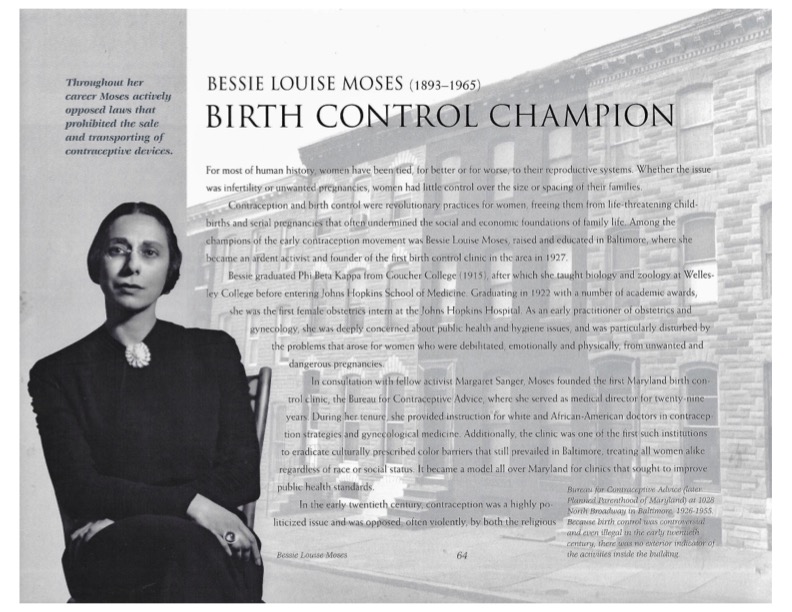 Throughout her
career Moses actively
opposed laws that
prohibited the sale
and transporting of
contraceptive devices.
BESSIE LOUISE MOSES (1893–1965)
BIRTH CONTROL CHAMPION
For most of human history, women have been tied, for better or for worse, to their reproductive systems. Whether the issue
was infertility or unwanted pregnancies, women had little control over the size or spacing of their families.
Contraception and birth control were revolutionary practices for women, freeing them from life-threatening child-
births and serial pregnancies that often undermined the social and economic foundations of family life. Among the
champions of the early contraception movement was Bessie Louise Moses, raised and educated in Baltimore, where she
became an ardent activist and founder of the first birth control clinic in the area in 1927.
Bessie graduated Phi Beta Kappa from Goucher College (1915), after which she taught biology and zoology at Welles-
ley College before entering Johns Hopkins School of Medicine. Graduating in 1922 with a number of academic awards,
she was the first female obstetrics intern at the Johns Hopkins Hospital. As an early practitioner of obstetrics and
gynecology, she was deeply concerned about public health and hygiene issues, and was particularly disturbed by
the problems that arose for women who were debilitated, emotionally and physically, from unwanted and
dangerous pregnancies.
In consultation with fellow activist Margaret Sanger, Moses founded the first Maryland birth con-
trol clinic, the Bureau for Contraceptive Advice, where she served as medical director for twenty-nine
years. During her tenure, she provided instruction for white and African-American doctors in contracep-
tion strategies and gynecological medicine. Additionally, the clinic was one of the first such institutions
to eradicate culturally prescribed color barriers that still prevailed in Baltimore, treating all women alike
regardless of race or social status. It became a model all over Maryland for clinics that sought to improve
public health standards.
In the early twentieth century, contraception was a highly po-
liticized issue and was opposed, often violently, by both the religious
Bureau for Contraceptive Advice (later
Planned Parenthood of Maryland) at 1028
North Broadway in Baltimore, 1926-1955.
Because birth control was controversial
and even illegal in the early twentieth
century, there was no exterior indicator of
the activities inside the building.
Bessie Louise Moses
64